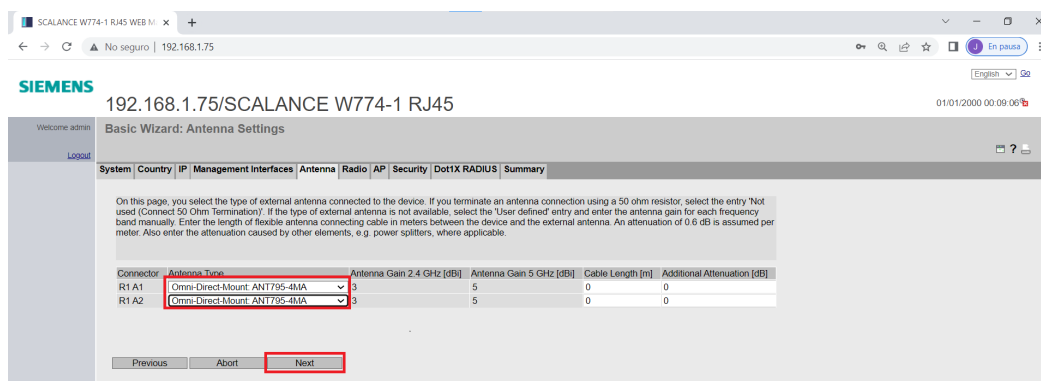 SCALANCE W774-1 RJ45 WEB M
No seguro | 192.168.1.75
J En pausa
English Go
SIEMENS
192.168.1.75/SCALANCE W774-1 RJ45
01/01/2000 00:09:06
Welcome admin
Basic Wizard: Antenna Settings
Logout
?
System Country IP Management Interfaces Antenna Radio AP Security Dot1X RADIUS Summary
On this page, you select the type of external antenna connected to the device. If you terminate an antenna connection using a 50 ohm resistor, select the entry 'Not
used (Connect 50 Ohm Termination)'. If the type of external antenna is not available, select the 'User defined' entry and enter the antenna gain for each frequency
band manually. Enter the length of flexible antenna connecting cable in meters between the device and the external antenna. An attenuation of 0.6 dB is assumed per
meter. Also enter the attenuation caused by other elements, e.g. power splitters, where applicable.
Connector Antenna Type Antenna Gain 2.4 GHz [dBi] Antenna Gain 5 GHz [dBi] Cable Length [m] Additional Attenuation [dB]
R1 A1 Omni-Direct-Mount: ANT795-4MA 3 5 0 0
R1 A2 Omni-Direct-Mount: ANT795-4MA 3 5 0 0
Previous Abort Next